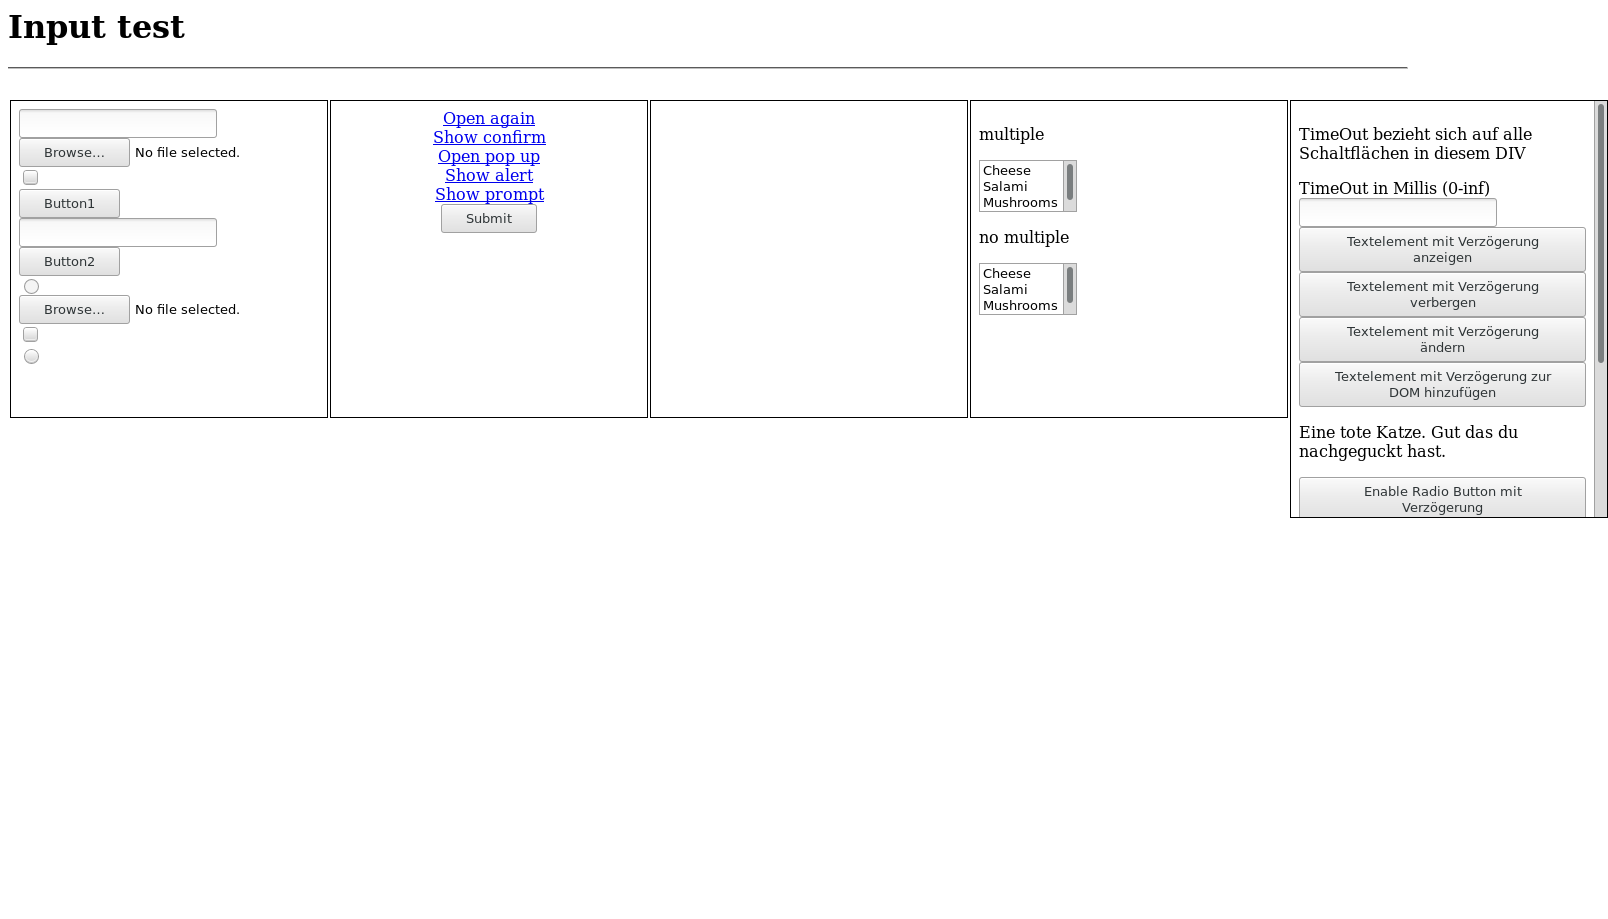 Input test
Browse... No file selected.
Button1
Button2
Browse... No file selected.
Open again
Show confirm
Open pop up
Show alert
Show prompt
Submit
multiple
Cheese
Salami
Mushrooms
no multiple
Cheese
Salami
Mushrooms
TimeOut bezieht sich auf alle
Schaltflächen in diesem DIV
TimeOut in Millis (0-inf)
Textelement mit Verzögerung
anzeigen
Textelement mit Verzögerung
verbergen
Textelement mit Verzögerung
ändern
Textelement mit Verzögerung zur
DOM hinzufügen
Eine tote Katze. Gut das du
nachgeguckt hast.
Enable Radio Button mit
Verzögerung